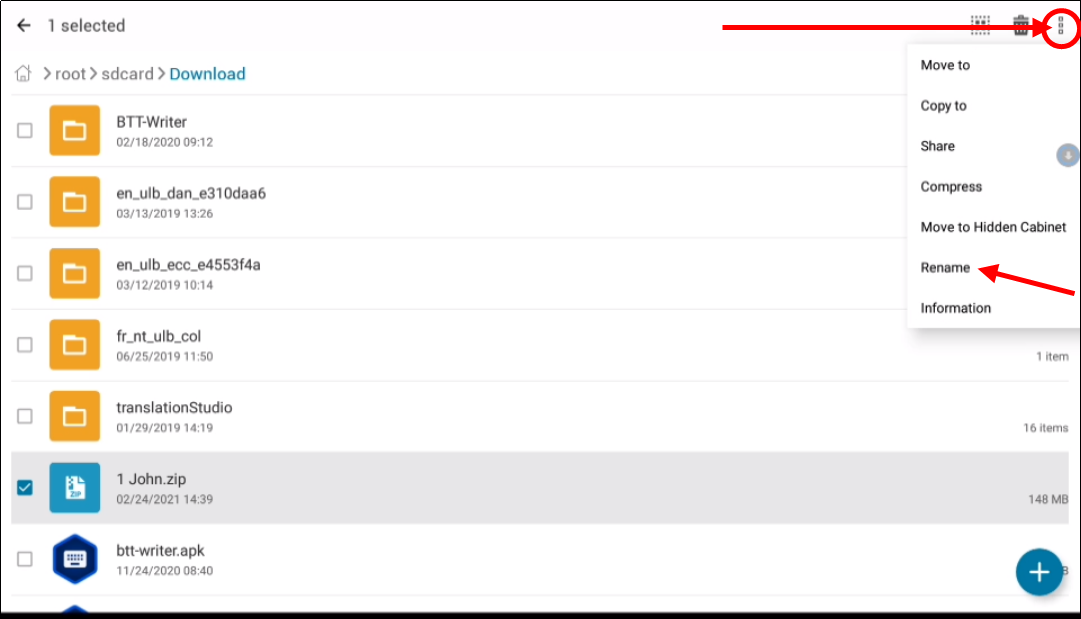 1 selected
root > sdcard > Download
Move to
Copy to
Share
Compress
Move to Hidden Cabinet
Rename
Information
BTT-Writer
02/18/2020 09:12
en_ulb_dan_e310daa6
03/13/2019 13:26
en_ulb_ecc_e4553f4a
03/12/2019 10:14
fr_nt_ulb_col
06/25/2019 11:50
1 item
translationStudio
01/29/2019 14:19
16 items
ZIP
1 John.zip
02/24/2021 14:39
148 MB
btt-writer.apk
11/24/2020 08:40